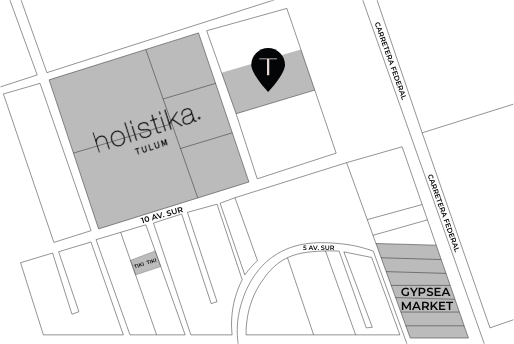 CARRETERA FEDERAL
T
holistika.
TULUM
10 AV. SUR
CARRETERA FEDERAL
5 AV. SUR
TIKI TIKI
GYPSEA
MARKET